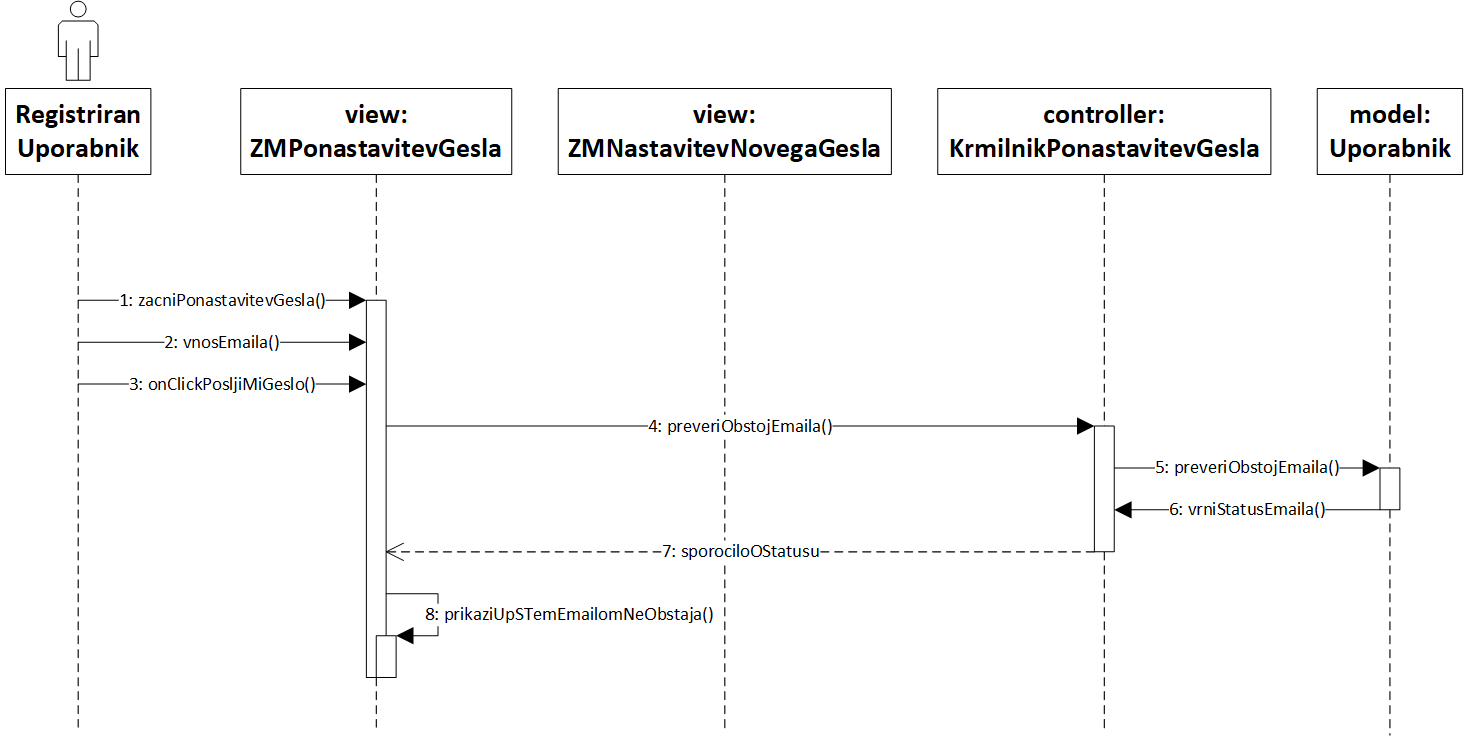 Registriran
Uporabnik
view:
ZMPonastavitevGesla
view:
ZMNastavitevNovegaGesla
controller:
KrmilnikPonastavitevGesla
model:
Uporabnik
1: zacniPonastavitevGesla()
2: vnosEmaila()
3: onClickPosljiMiGeslo()
4: preveriObstojEmaila()
5: preveriObstojEmaila()
6: vrniStatusEmaila()
7: sporociloOStatusu
8: prikaziUpSTemEmailomNeObstaja()